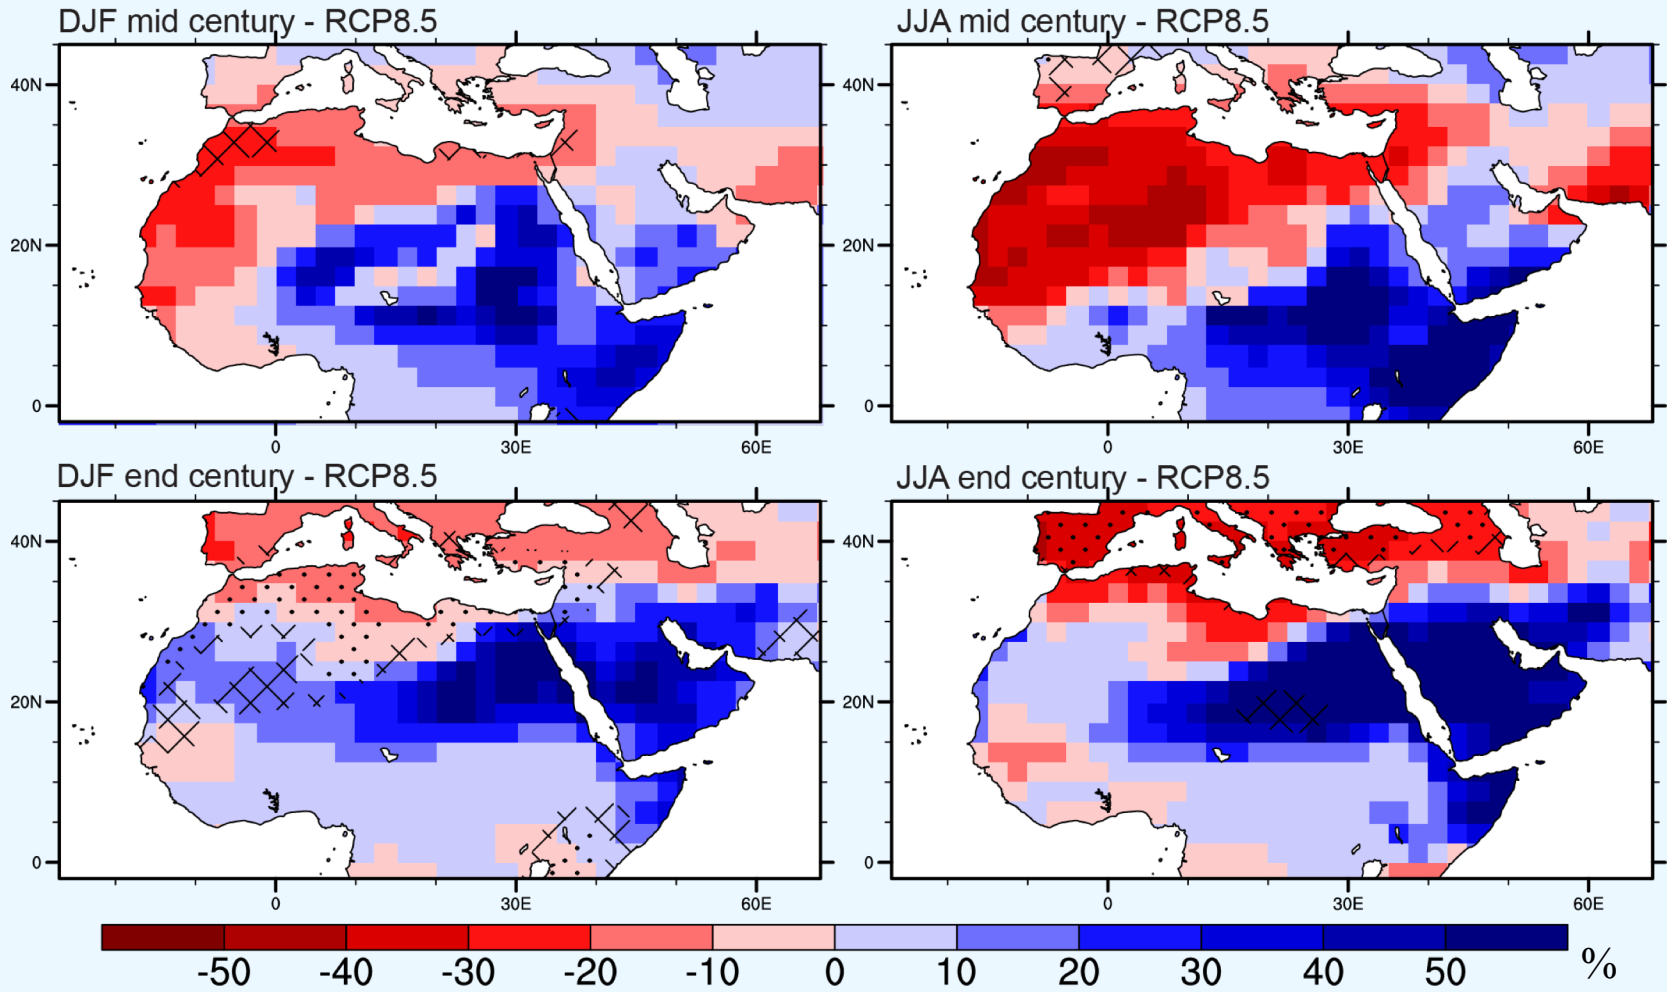 DJF mid century - RCP8.5
JJA mid century - RCP8.5
40N
20N
0
0 30E 60E
40N
20N
0
0 30E 60E
DJF end century - RCP8.5
JJA end century - RCP8.5
40N
20N
0
0 30E 60E
40N
20N
0
0 30E 60E
-50 -40 -30 -20 -10 0 10 20 30 40 50 %